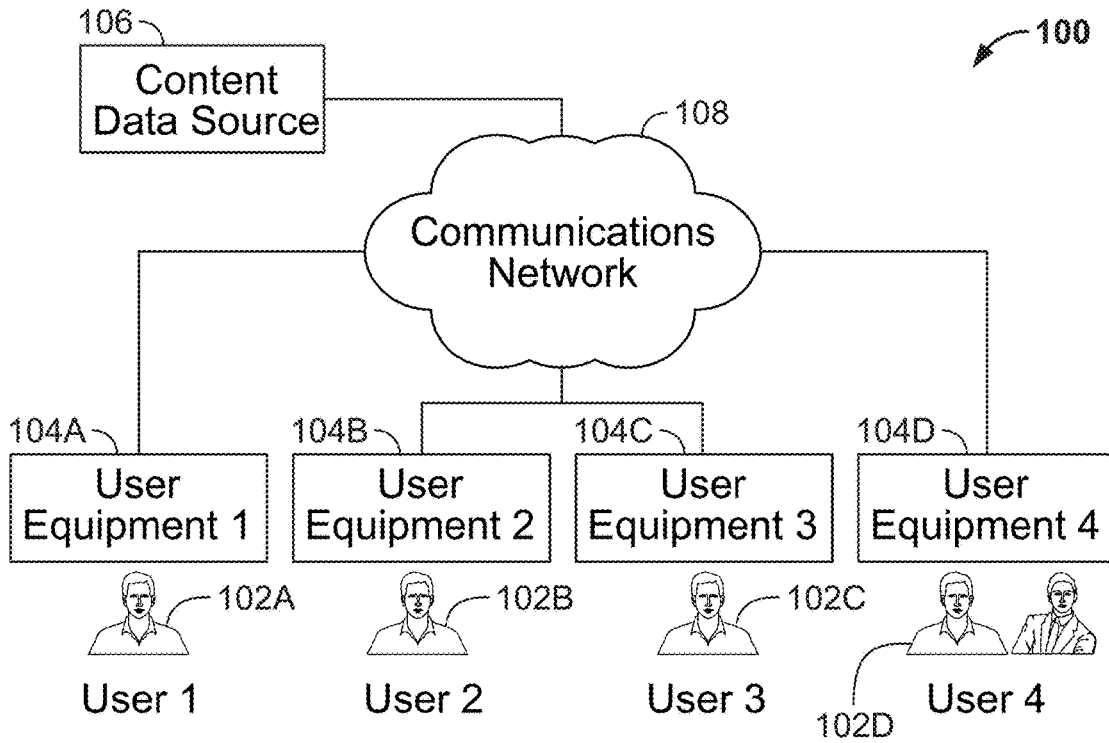 106
100
Content
Data Source
108
Communications
Network
104A
104B
104C
104D
User
Equipment 1
User
Equipment 2
User
Equipment 3
User
Equipment 4
102A
102B
102C
User 1
User 2
User 3
User 4
102D